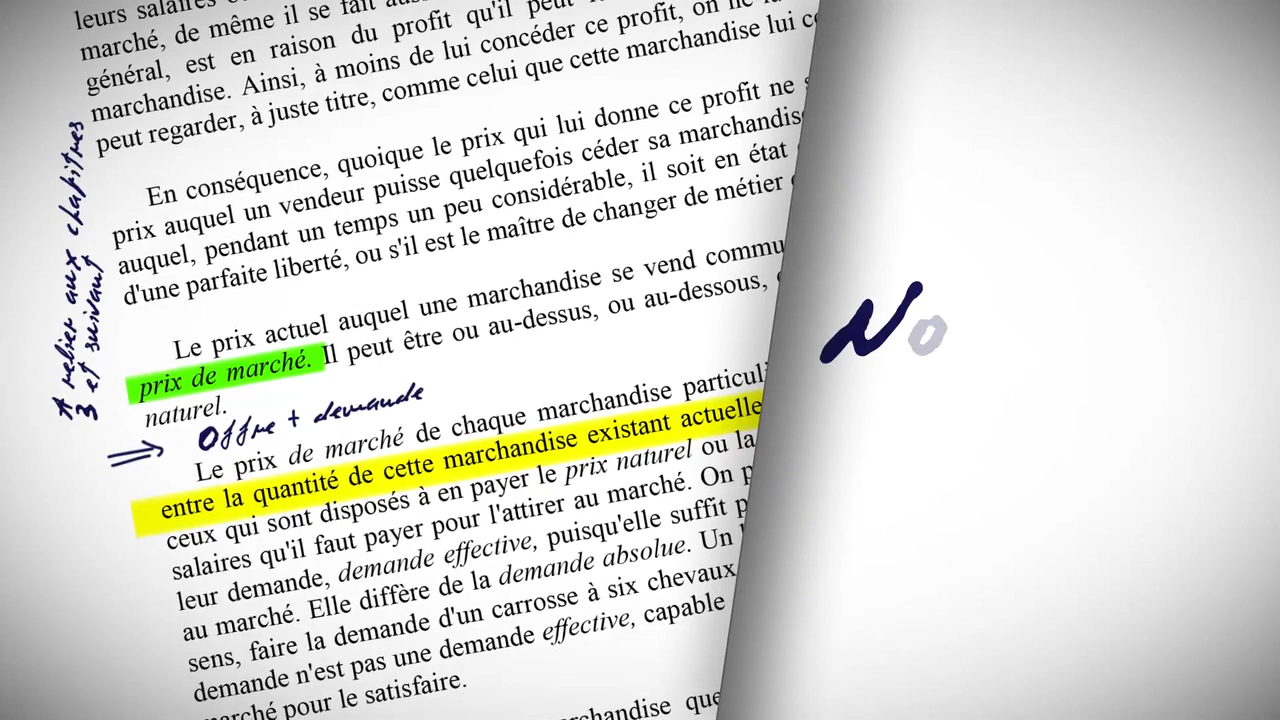 leurs salaires
marché, de même il se fait
général, est en raison du profit qu'il peut
marchandise. Ainsi, à moins de lui concéder ce profit, on ne
peut regarder, à juste titre, comme celui que cette marchandise lui
En conséquence, quoique le prix qui lui donne ce profit ne
prix auquel un vendeur puisse quelquefois céder sa marchandis
auquel, pendant un temps un peu considérable, il soit en état
d'une parfaite liberté, ou s'il est le maître de changer de métier
A relier aux chapitres
3 et suivant
Le prix actuel auquel une marchandise se vend commu
prix de marché. Il peut être ou au-dessus, ou au-dessous,
naturel.
Offre + demande
⇒
Le prix de marché de chaque marchandise particuli
entre la quantité de cette marchandise existant actuelle
ceux qui sont disposés à en payer le prix naturel ou la
salaires qu'il faut payer pour l'attirer au marché. On p
leur demande, demande effective, puisqu'elle suffit p
au marché. Elle diffère de la demande absolue. Un
sens, faire la demande d'un carrosse à six chevaux
demande n'est pas une demande effective, capable
marché pour le satisfaire.
rchandise que
No